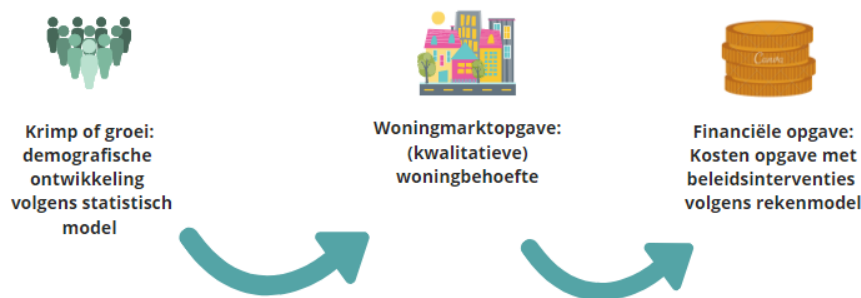 Krimp of groei:
demografische
ontwikkeling
volgens statistisch
model
Woningmarktopgave:
(kwalitatieve)
woningbehoefte
Canva
Financiële opgave:
Kosten opgave met
beleidsinterventies
volgens rekenmodel